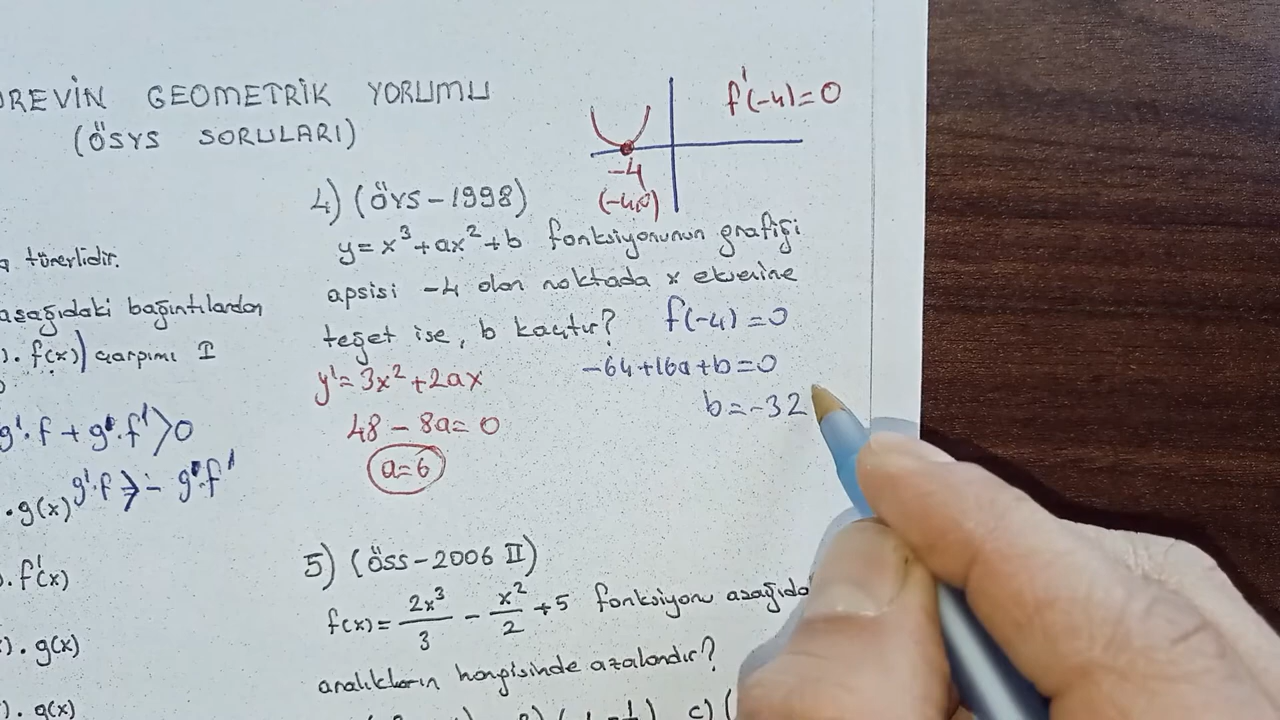 TÜREVİN GEOMETRİK YORUMU
(ÖSYS SORULARI)
türevlidir.
aşağıdaki bağıntılardan
). f(x)) çarpımı I
g'.f + g.f' > 0
g'.f > - g.f'
.g(x)
). f'(x)
). g(x)
). g(x)
f'(-4)=0
-4
(-4,0)
4) (ÖYS-1998)
y=x³+ax²+b fonksiyonunun grafiği
apsisi -4 olan noktada x eksenine
teğet ise, b kaçtır?
f(-4)=0
-64+16a+b=0
b=-32
y'=3x²+2ax
48-8a=0
a=6
5) (ÖSS-2006 II)
f(x)= 2x³/3 - x²/2 +5 fonksiyonu aşağıda
aralıkların hangisinde azalandır?